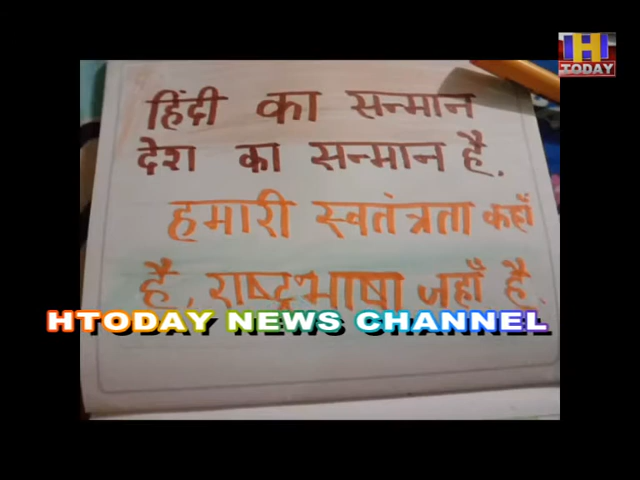 H
TODAY
हिंदी का सन्मान
देश का सन्मान है.
हमारी स्वतंत्रता कहाँ
है, राष्ट्रभाषा जहाँ है.
HTODAY NEWS CHANNEL